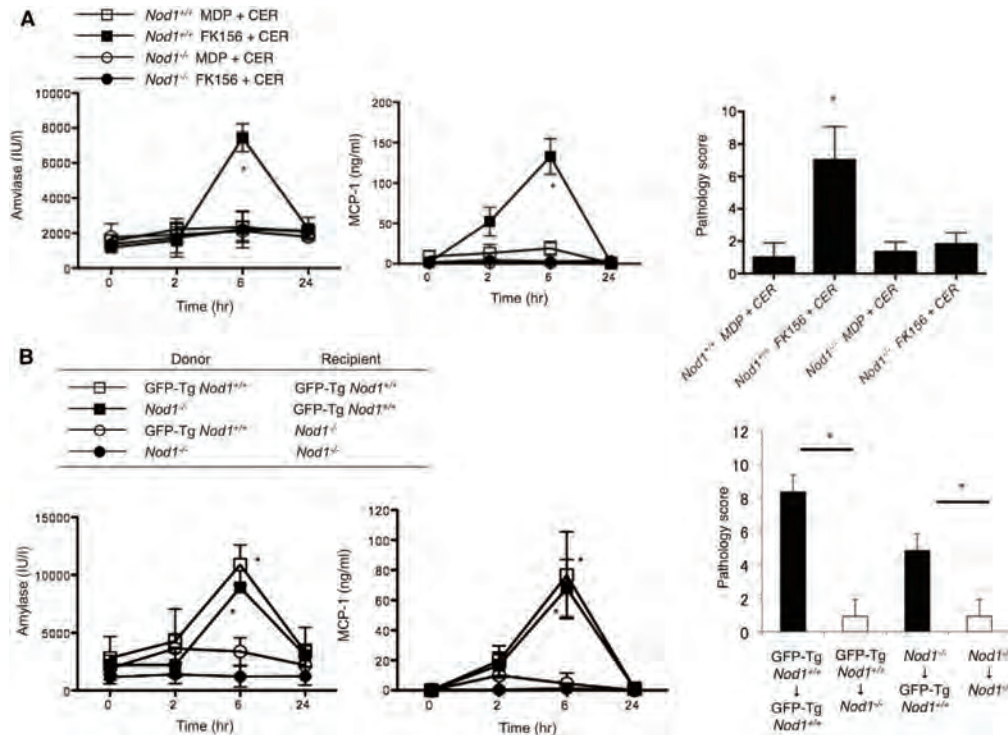 A
Nod1+/+ MDP + CER
Nod1+/+ FK156 + CER
Nod1-/- MDP + CER
Nod1-/- FK156 + CER
10000
8000
6000
4000
2000
0
Amylase (IU/l)
*
0 2 6 24
Time (hr)
200
150
100
50
0
MCP-1 (ng/ml)
*
0 2 6 24
Time (hr)
10
8
6
4
2
0
Pathology score
*
Nod1+/+ MDP + CER
Nod1+/+ FK156 + CER
Nod1-/- MDP + CER
Nod1-/- FK156 + CER
B
Donor Recipient
GFP-Tg Nod1+/+ GFP-Tg Nod1+/+
Nod1-/- GFP-Tg Nod1+/+
GFP-Tg Nod1+/+ Nod1-/-
Nod1-/- Nod1-/-
15000
10000
5000
0
Amylase (IU/l)
*
*
0 2 6 24
Time (hr)
120
100
80
60
40
20
0
MCP-1 (ng/ml)
*
*
0 2 6 24
Time (hr)
12
10
8
6
4
2
0
Pathology score
*
*
GFP-Tg
Nod1+/+
↓
GFP-Tg
Nod1+/+
GFP-Tg
Nod1+/+
↓
Nod1-/-
Nod1-/-
↓
GFP-Tg
Nod1+/+
↓